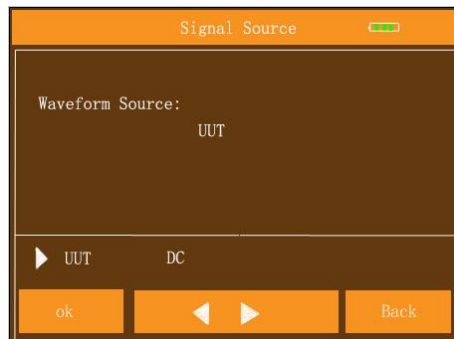 Signal Source
Waveform Source:
UUT
UUT DC
ok Back